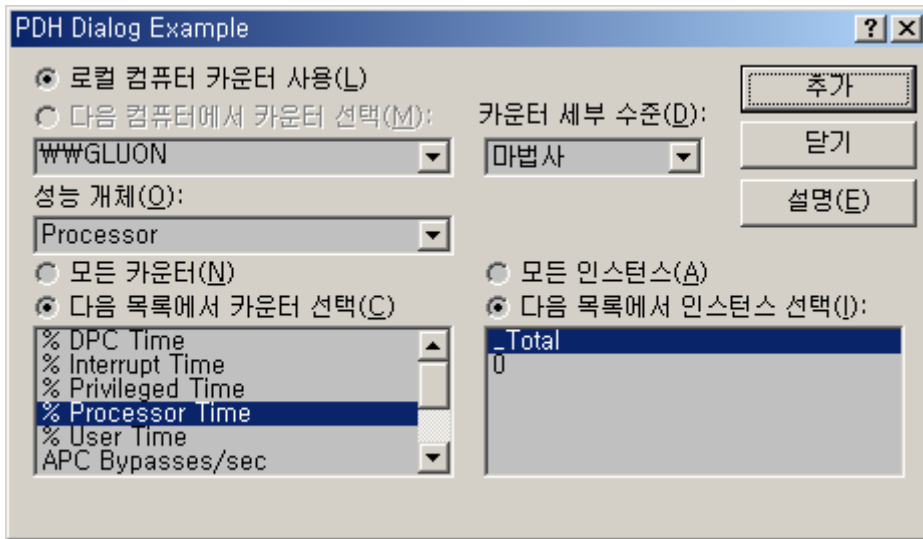 PDH Dialog Example
로컬 컴퓨터 카운터 사용(L)
다음 컴퓨터에서 카운터 선택(M):
₩₩GLUON
카운터 세부 수준(D):
마법사
추가
닫기
설명(E)
성능 개체(O):
Processor
모든 카운터(N)
다음 목록에서 카운터 선택(C)
% DPC Time
% Interrupt Time
% Privileged Time
% Processor Time
% User Time
APC Bypasses/sec
모든 인스턴스(A)
다음 목록에서 인스턴스 선택(I):
_Total
0